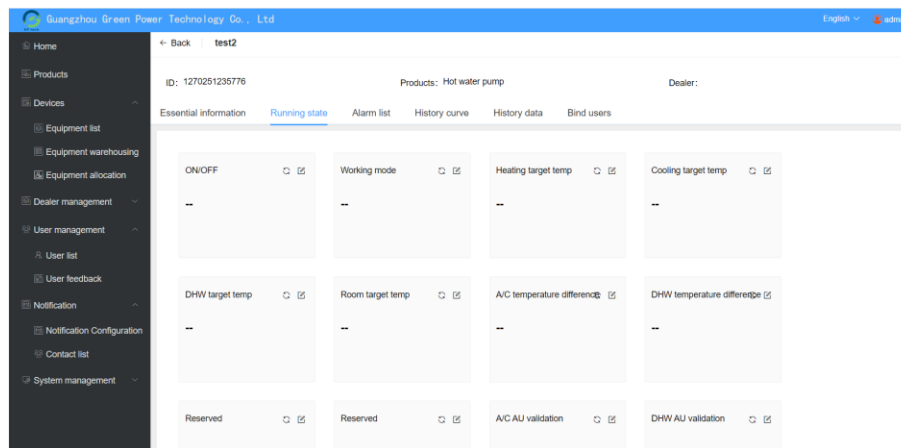 Guangzhou Green Power Technology Co., Ltd
English
Home
← Back test2
Products
ID: 1270251235776 Products: Hot water pump Dealer:
Devices
Essential information Running state Alarm list History curve History data Bind users
Equipment list
Equipment warehousing
Equipment allocation
Dealer management
User management
User list
User feedback
Notification
Notification Configuration
Contact list
System management
ON/OFF Working mode Heating target temp Cooling target temp
-- -- -- --
DHW target temp Room target temp A/C temperature difference DHW temperature difference
-- -- -- --
Reserved Reserved A/C AU validation DHW AU validation